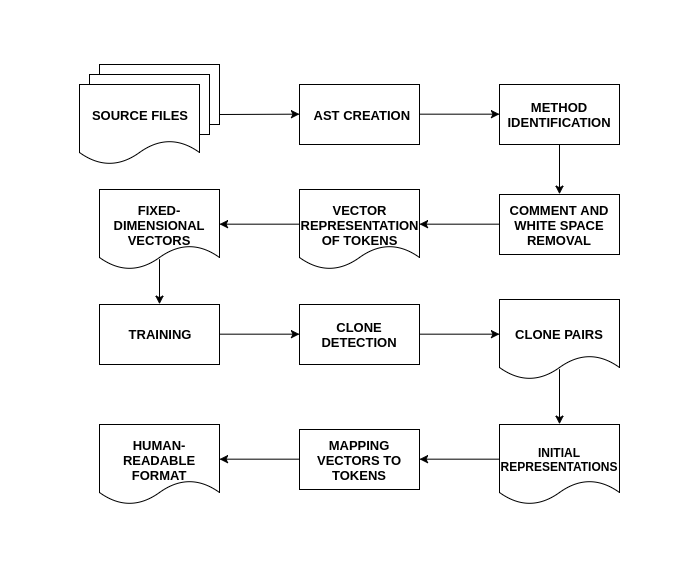 SOURCE FILES
AST CREATION
METHOD
IDENTIFICATION
COMMENT AND
WHITE SPACE
REMOVAL
VECTOR
REPRESENTATION
OF TOKENS
FIXED-
DIMENSIONAL
VECTORS
TRAINING
CLONE
DETECTION
CLONE PAIRS
INITIAL
REPRESENTATIONS
MAPPING
VECTORS TO
TOKENS
HUMAN-
READABLE
FORMAT